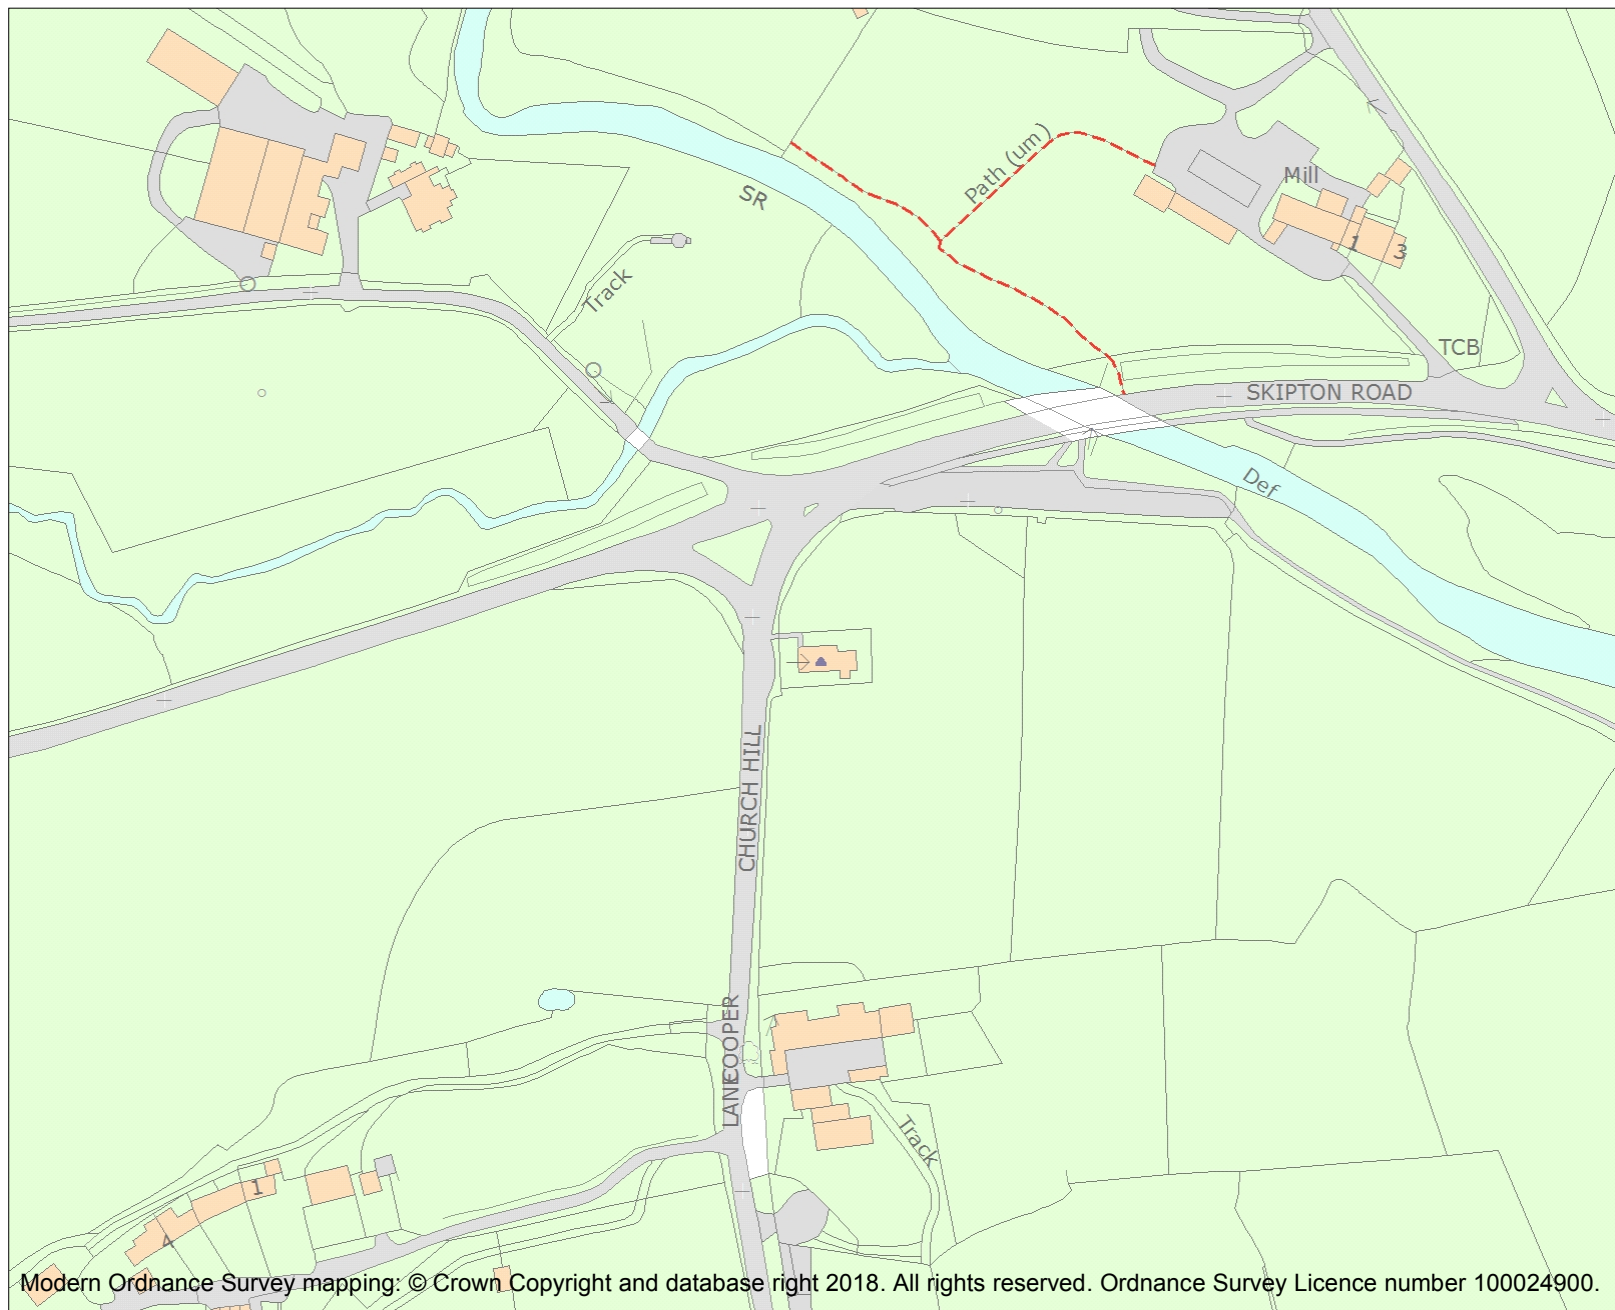 Path (um)
Mill
SR
1
3
Track
TCB
SKIPTON ROAD
Def
CHURCH HILL
COOPER
LANE
Track
1
4
Modern Ordnance Survey mapping: © Crown Copyright and database right 2018. All rights reserved. Ordnance Survey Licence number 100024900.